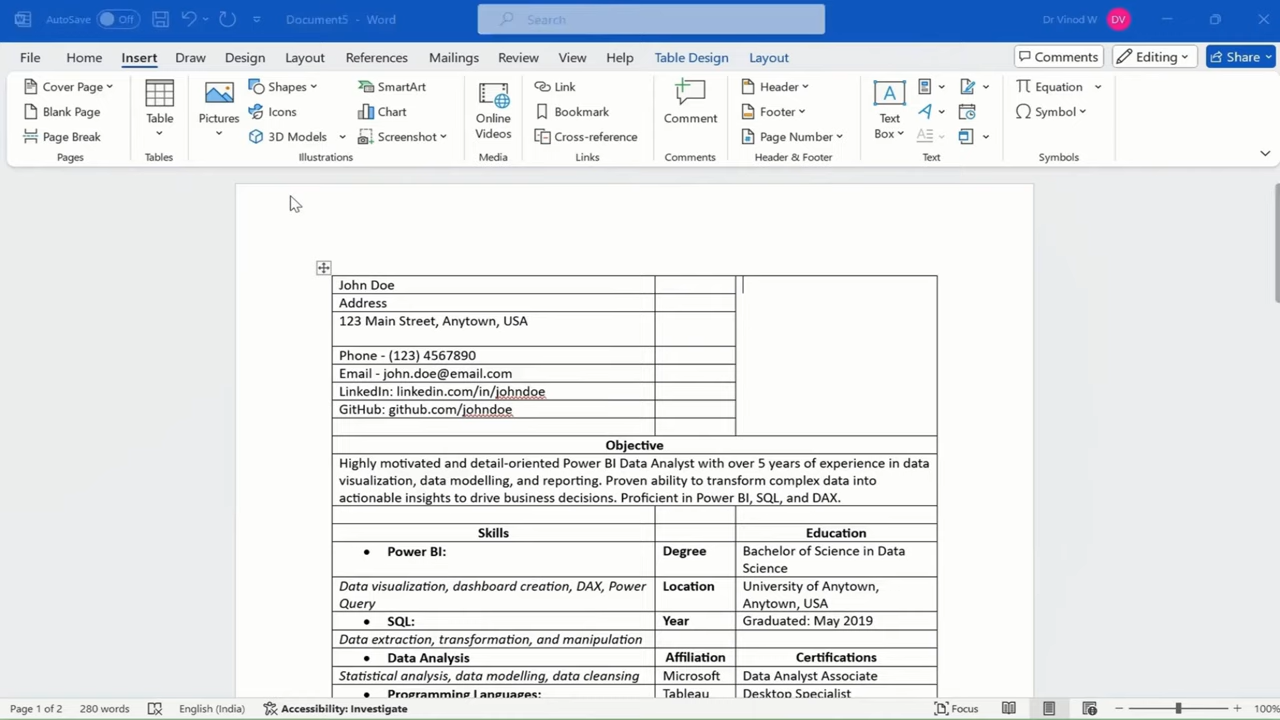 AutoSave Off Document5 - Word Search Dr Vinod W DV
File Home Insert Draw Design Layout References Mailings Review View Help Table Design Layout Comments Editing Share
Cover Page
Blank Page
Page Break
Pages
Table
Tables
Pictures
Shapes
Icons
3D Models
SmartArt
Chart
Screenshot
Illustrations
Online
Videos
Media
Link
Bookmark
Cross-reference
Links
Comment
Comments
Header
Footer
Page Number
Header & Footer
Text
Box
Text
Equation
Symbol
Symbols
John Doe
Address
123 Main Street, Anytown, USA
Phone - (123) 4567890
Email - john.doe@email.com
LinkedIn: linkedin.com/in/johndoe
GitHub: github.com/johndoe
Objective
Highly motivated and detail-oriented Power BI Data Analyst with over 5 years of experience in data
visualization, data modelling, and reporting. Proven ability to transform complex data into
actionable insights to drive business decisions. Proficient in Power BI, SQL, and DAX.
Skills Education
• Power BI: Degree Bachelor of Science in Data
Science
Data visualization, dashboard creation, DAX, Power Location University of Anytown,
Query Anytown, USA
• SQL: Year Graduated: May 2019
Data extraction, transformation, and manipulation
• Data Analysis Affiliation Certifications
Statistical analysis, data modelling, data cleansing Microsoft Data Analyst Associate
• Programming Languages: Tableau Desktop Specialist
Page 1 of 2 280 words English (India) Accessibility: Investigate Focus 100%